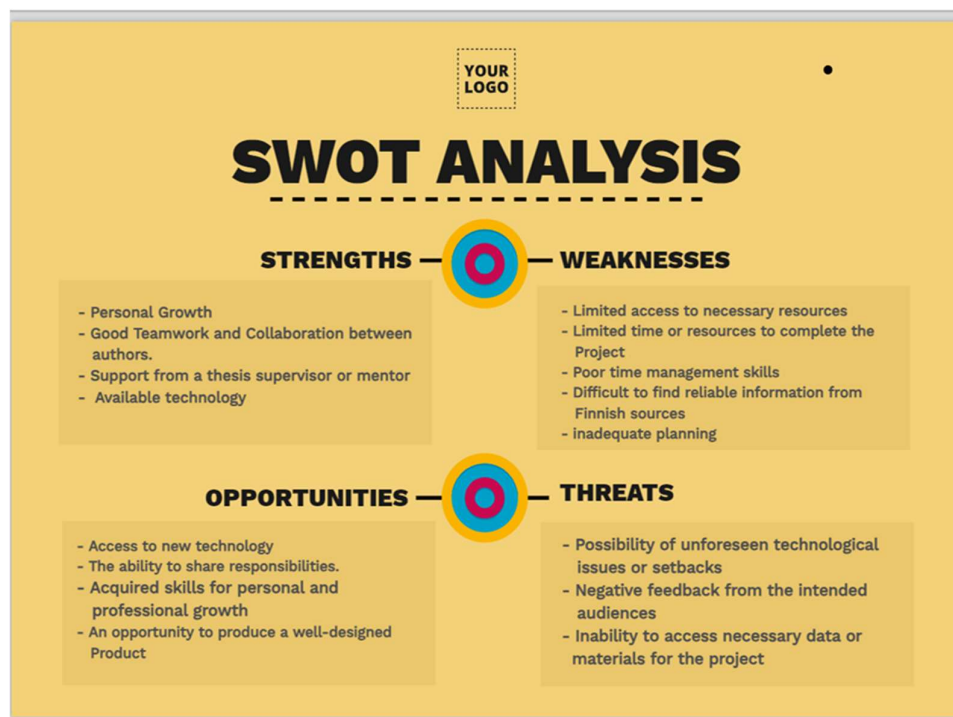 YOUR
LOGO
SWOT ANALYSIS
STRENGTHS
- Personal Growth
- Good Teamwork and Collaboration between
authors.
- Support from a thesis supervisor or mentor
- Available technology
WEAKNESSES
- Limited access to necessary resources
- Limited time or resources to complete the
Project
- Poor time management skills
- Difficult to find reliable information from
Finnish sources
- inadequate planning
OPPORTUNITIES
- Access to new technology
- The ability to share responsibilities.
- Acquired skills for personal and
professional growth
- An opportunity to produce a well-designed
Product
THREATS
- Possibility of unforeseen technological
issues or setbacks
- Negative feedback from the intended
audiences
- Inability to access necessary data or
materials for the project